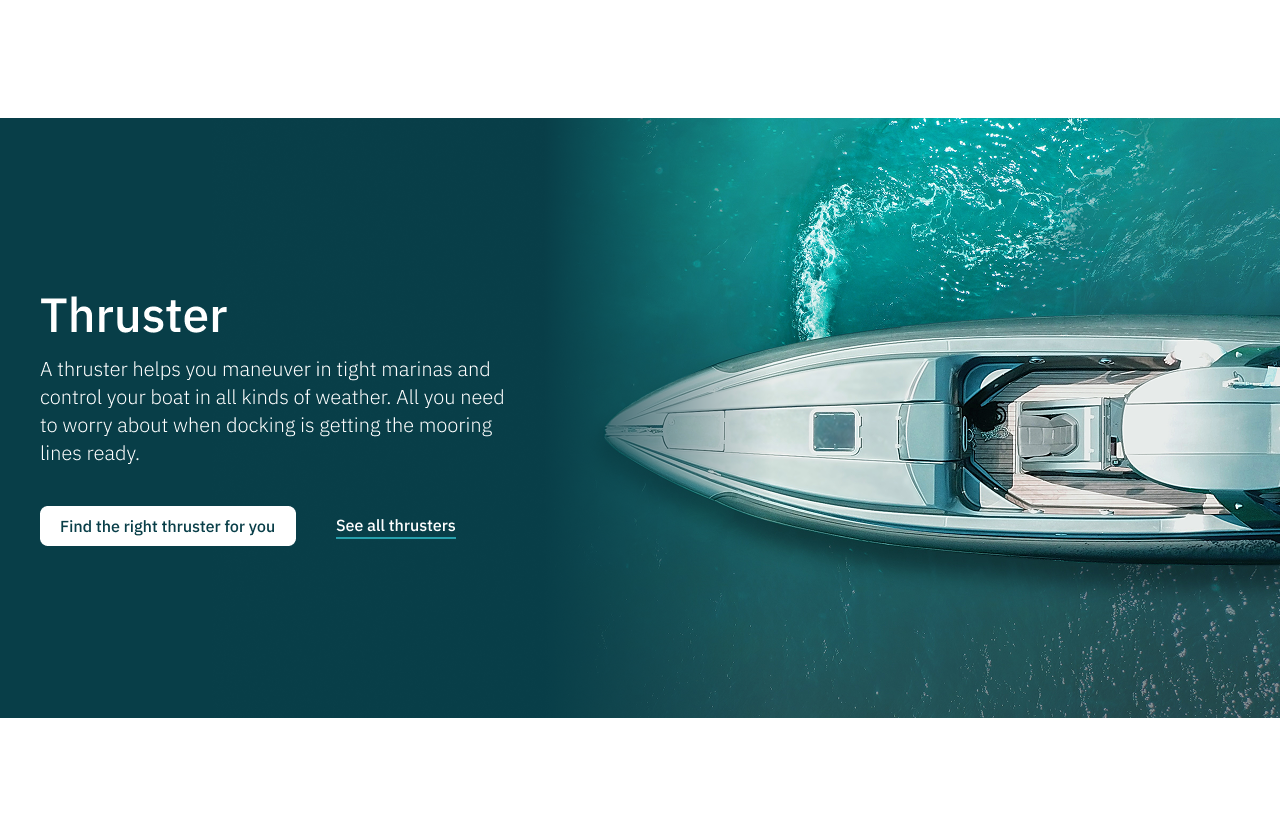 Thruster
A thruster helps you maneuver in tight marinas and
control your boat in all kinds of weather. All you need
to worry about when docking is getting the mooring
lines ready.
Find the right thruster for you
See all thrusters